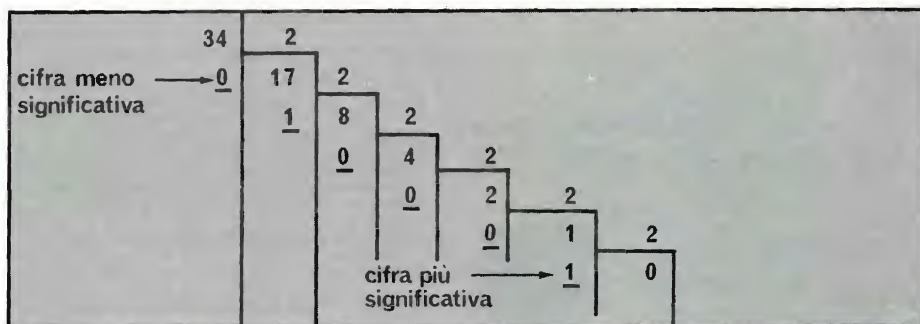 34 2
cifra meno → 0 17 2
significativa
1 8 2
0 4 2
0 2 2
0 1 2
cifra più → 1 0
significativa